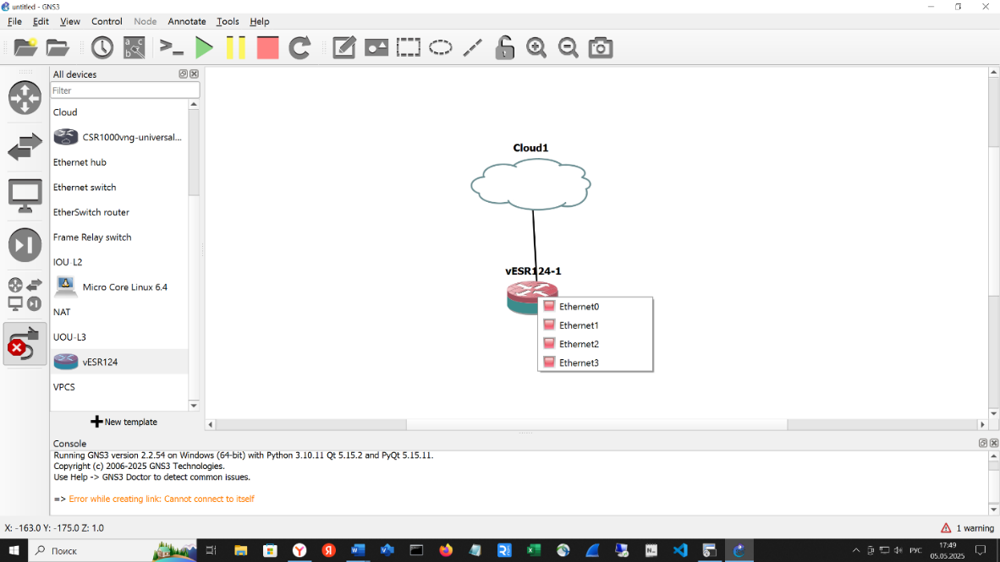 untitled - GNS3
File Edit View Control Node Annotate Tools Help
All devices
Filter
Cloud
CSR1000vng-universal...
Ethernet hub
Ethernet switch
EtherSwitch router
Frame Relay switch
IOU-L2
Micro Core Linux 6.4
NAT
UOU-L3
vESR124
VPCS
New template
Cloud1
vESR124-1
Ethernet0
Ethernet1
Ethernet2
Ethernet3
Console
Running GNS3 version 2.2.54 on Windows (64-bit) with Python 3.10.11 Qt 5.15.2 and PyQt 5.15.11.
Copyright (c) 2006-2025 GNS3 Technologies.
Use Help -> GNS3 Doctor to detect common issues.
=> Error while creating link: Cannot connect to itself
X: -163.0 Y: -175.0 Z: 1.0
1 warning
Поиск
РУС
17:49
05.05.2025